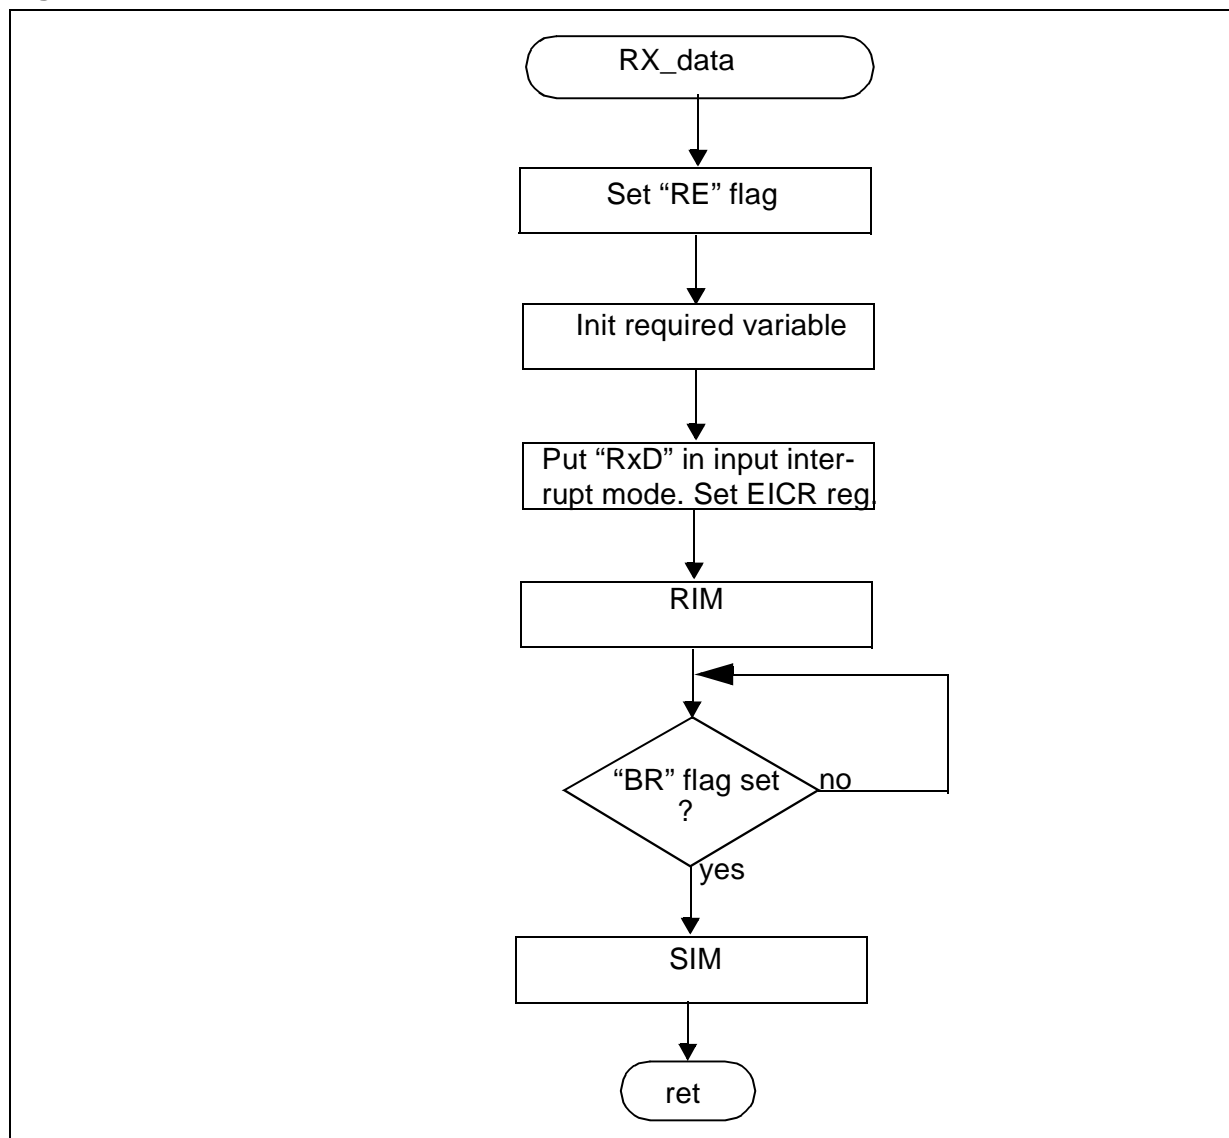 RX_data
Set “RE” flag
Init required variable
Put “RxD” in input inter-
rupt mode. Set EICR reg.
RIM
“BR” flag set
?
no
yes
SIM
ret